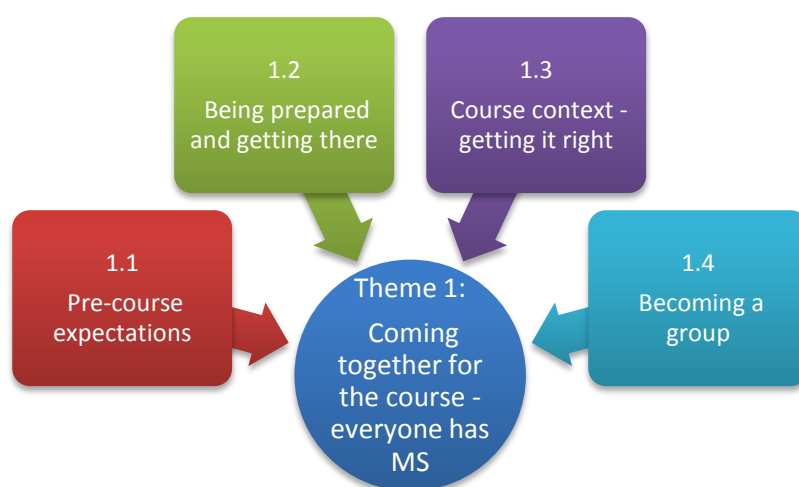 1.1
Pre-course
expectations
1.2
Being prepared
and getting there
1.3
Course context -
getting it right
1.4
Becoming a
group
Theme 1:
Coming
together for
the course -
everyone has
MS